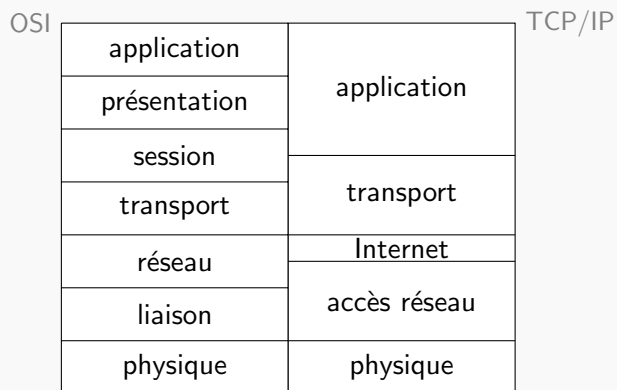 OSI
TCP/IP
application
présentation
session
transport
réseau
liaison
physique
application
transport
Internet
accès réseau
physique